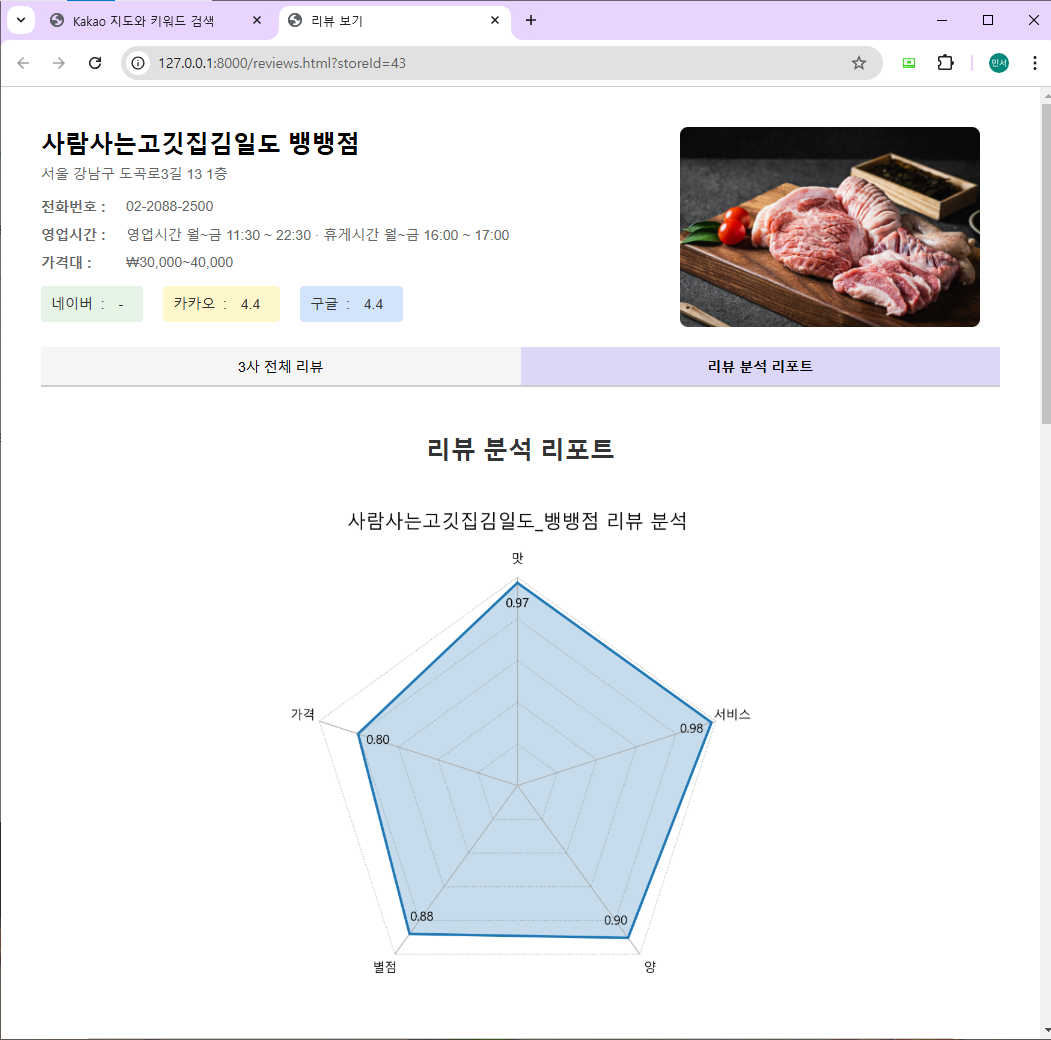 Kakao 지도와 키워드 검색
리뷰 보기
127.0.0.1:8000/reviews.html?storeId=43
민서
사람사는고깃집김일도 뱅뱅점
서울 강남구 도곡로3길 13 1층
전화번호 : 02-2088-2500
영업시간 : 영업시간 월~금 11:30 ~ 22:30 · 휴게시간 월~금 16:00 ~ 17:00
가격대 : ₩30,000~40,000
네이버 : -
카카오 : 4.4
구글 : 4.4
3사 전체 리뷰
리뷰 분석 리포트
리뷰 분석 리포트
사람사는고깃집김일도_뱅뱅점 리뷰 분석
맛
0.97
가격
서비스
0.98
0.80
0.88
0.90
별점
양